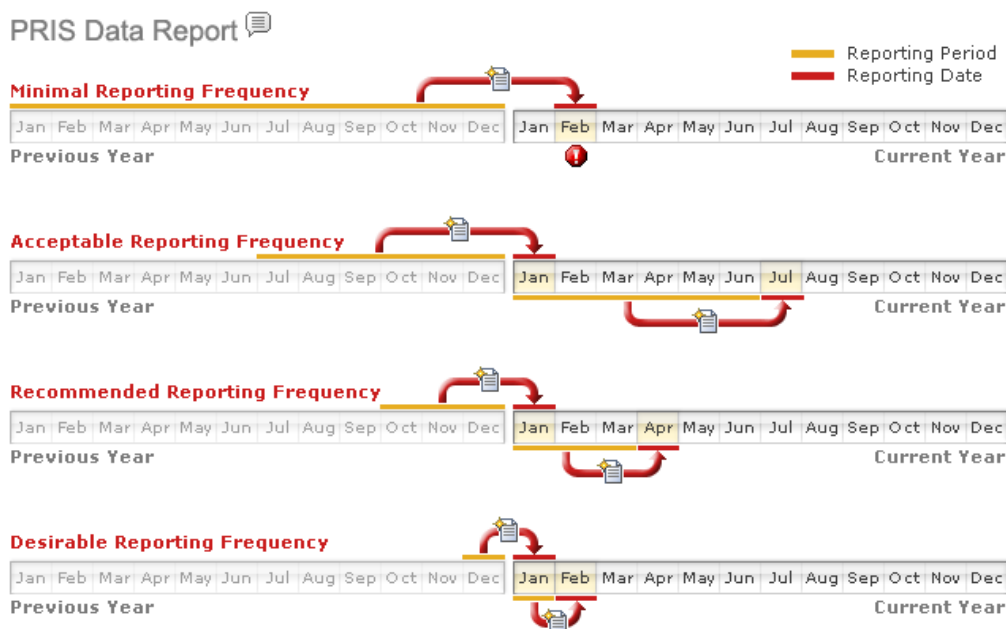 PRIS Data Report
Reporting Period
Reporting Date
Minimal Reporting Frequency
Jan Feb Mar Apr May Jun Jul Aug Sep Oct Nov Dec Jan Feb Mar Apr May Jun Jul Aug Sep Oct Nov Dec
Previous Year Current Year
Acceptable Reporting Frequency
Jan Feb Mar Apr May Jun Jul Aug Sep Oct Nov Dec Jan Feb Mar Apr May Jun Jul Aug Sep Oct Nov Dec
Previous Year Current Year
Recommended Reporting Frequency
Jan Feb Mar Apr May Jun Jul Aug Sep Oct Nov Dec Jan Feb Mar Apr May Jun Jul Aug Sep Oct Nov Dec
Previous Year Current Year
Desirable Reporting Frequency
Jan Feb Mar Apr May Jun Jul Aug Sep Oct Nov Dec Jan Feb Mar Apr May Jun Jul Aug Sep Oct Nov Dec
Previous Year Current Year